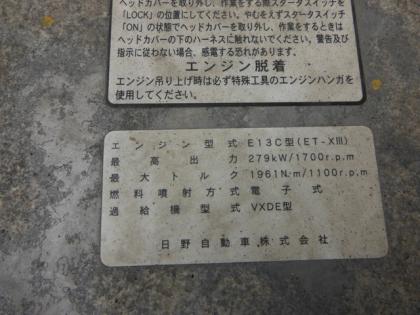 ヘッドカバーを取り外し、作業をする際スタータスイッチを
「LOCK」の位置にしてください。やむをえずスタータスイッチ
「ON」の状態でヘッドカバーを取り外し、作業をするときは
ヘッドカバーの下のハーネスに触れないでください。警告及び
指示に従わない場合、感電する恐れがあります。
エンジン脱着
エンジン吊り上げ時は必ず特殊工具のエンジンハンガを
使用してください。
エンジン型式 E13C型(ET-XIII)
最高出力 279kW/1700r.p.m
最大トルク 1961N·m/1100r.p.m
燃料噴射方式 電子式
過給機型式 VXDE型
日野自動車株式会社